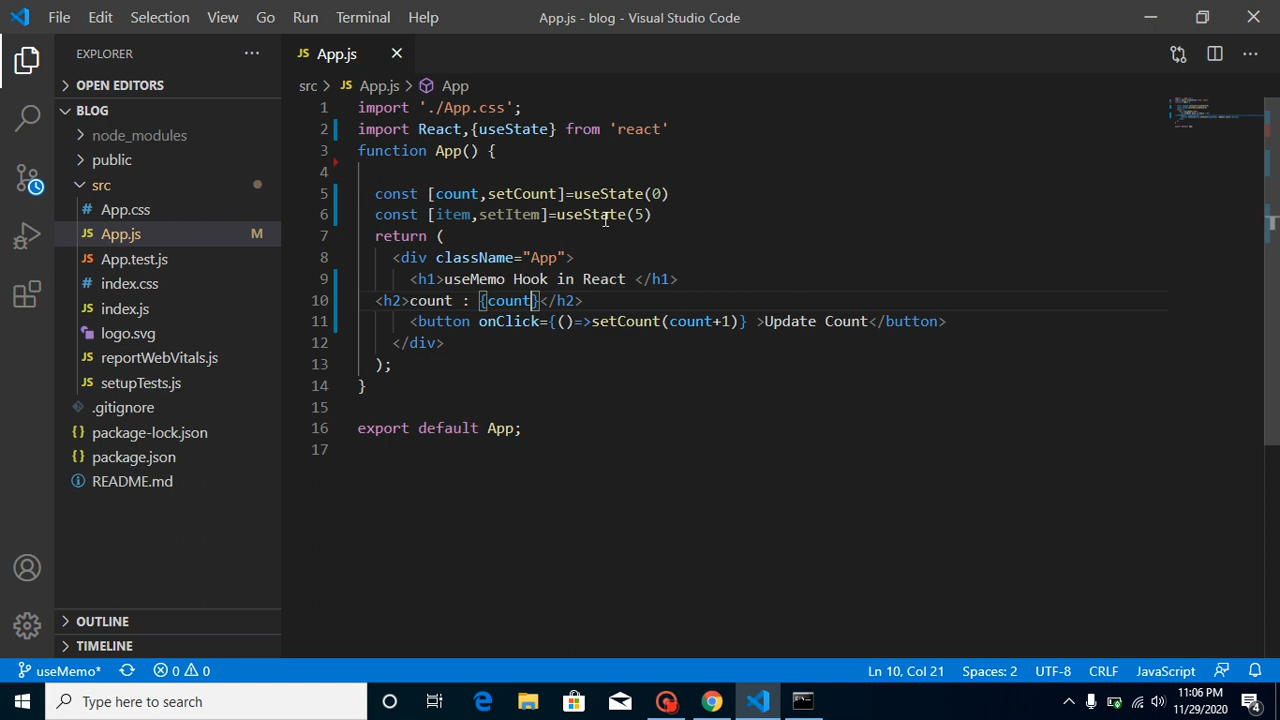 File Edit Selection View Go Run Terminal Help App.js - blog - Visual Studio Code
EXPLORER
OPEN EDITORS
BLOG
node_modules
public
src
App.css
App.js M
App.test.js
index.css
index.js
logo.svg
reportWebVitals.js
setupTests.js
.gitignore
package-lock.json
package.json
README.md
OUTLINE
TIMELINE
JS App.js
src > JS App.js > App
1 import './App.css';
2 import React,{useState} from 'react'
3 function App() {
4
5 const [count,setCount]=useState(0)
6 const [item,setItem]=useState(5)
7 return (
8 <div className="App">
9 <h1>useMemo Hook in React </h1>
10 <h2>count : {count}</h2>
11 <button onClick={()=>setCount(count+1)} >Update Count</button>
12 </div>
13 );
14 }
15
16 export default App;
17
useMemo* 0 0 Ln 10, Col 21 Spaces: 2 UTF-8 CRLF JavaScript
Type here to search
11:06 PM
11/29/2020
4